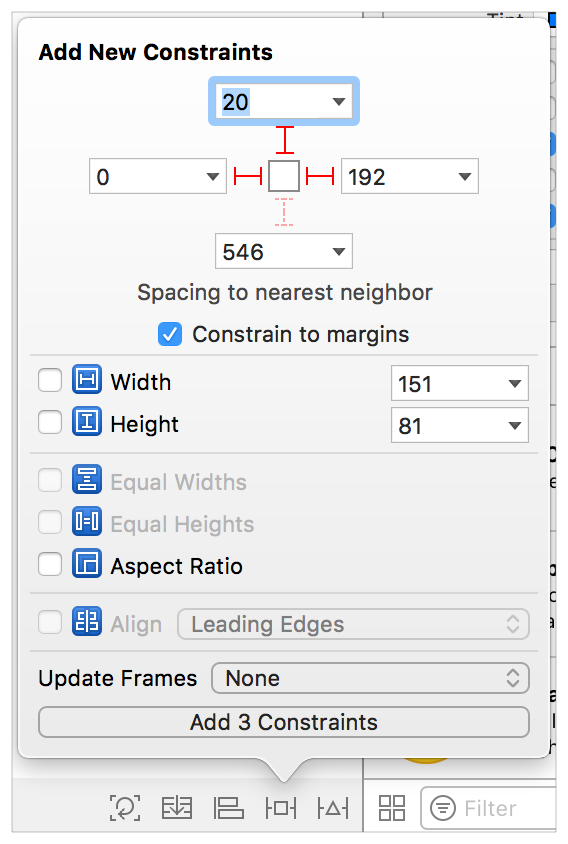 Add New Constraints
20
0
192
546
Spacing to nearest neighbor
Constrain to margins
Width
151
Height
81
Equal Widths
Equal Heights
Aspect Ratio
Align
Leading Edges
Update Frames
None
Add 3 Constraints
Filter